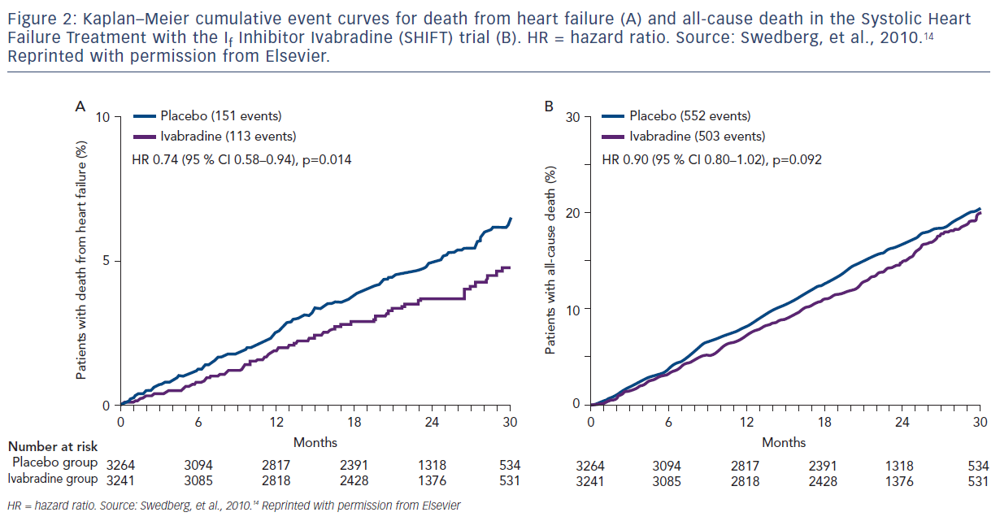 Figure 2: Kaplan–Meier cumulative event curves for death from heart failure (A) and all-cause death in the Systolic Heart
Failure Treatment with the If Inhibitor Ivabradine (SHIFT) trial (B). HR = hazard ratio. Source: Swedberg, et al., 2010.14
Reprinted with permission from Elsevier.
A
Placebo (151 events)
Ivabradine (113 events)
HR 0.74 (95 % CI 0.58–0.94), p=0.014
Patients with death from heart failure (%)
10
5
0
0 6 12 18 24 30
Months
B
Placebo (552 events)
Ivabradine (503 events)
HR 0.90 (95 % CI 0.80–1.02), p=0.092
Patients with all-cause death (%)
30
20
10
0
0 6 12 18 24 30
Months
Number at risk
Placebo group 3264 3094 2817 2391 1318 534 3264 3094 2817 2391 1318 534
Ivabradine group 3241 3085 2818 2428 1376 531 3241 3085 2818 2428 1376 531
HR = hazard ratio. Source: Swedberg, et al., 2010.14 Reprinted with permission from Elsevier